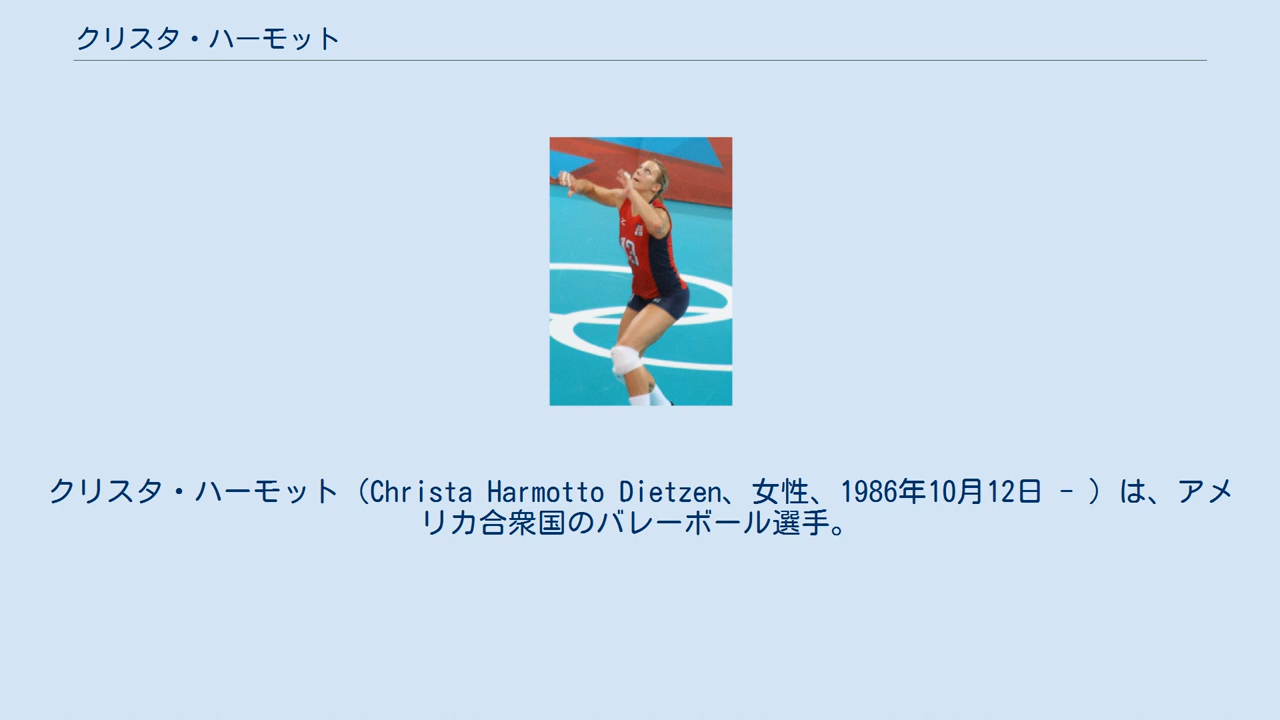 クリスタ・ハーモット
13
クリスタ・ハーモット（Christa Harmotto Dietzen、女性、1986年10月12日 - ）は、アメ
リカ合衆国のバレーボール選手。